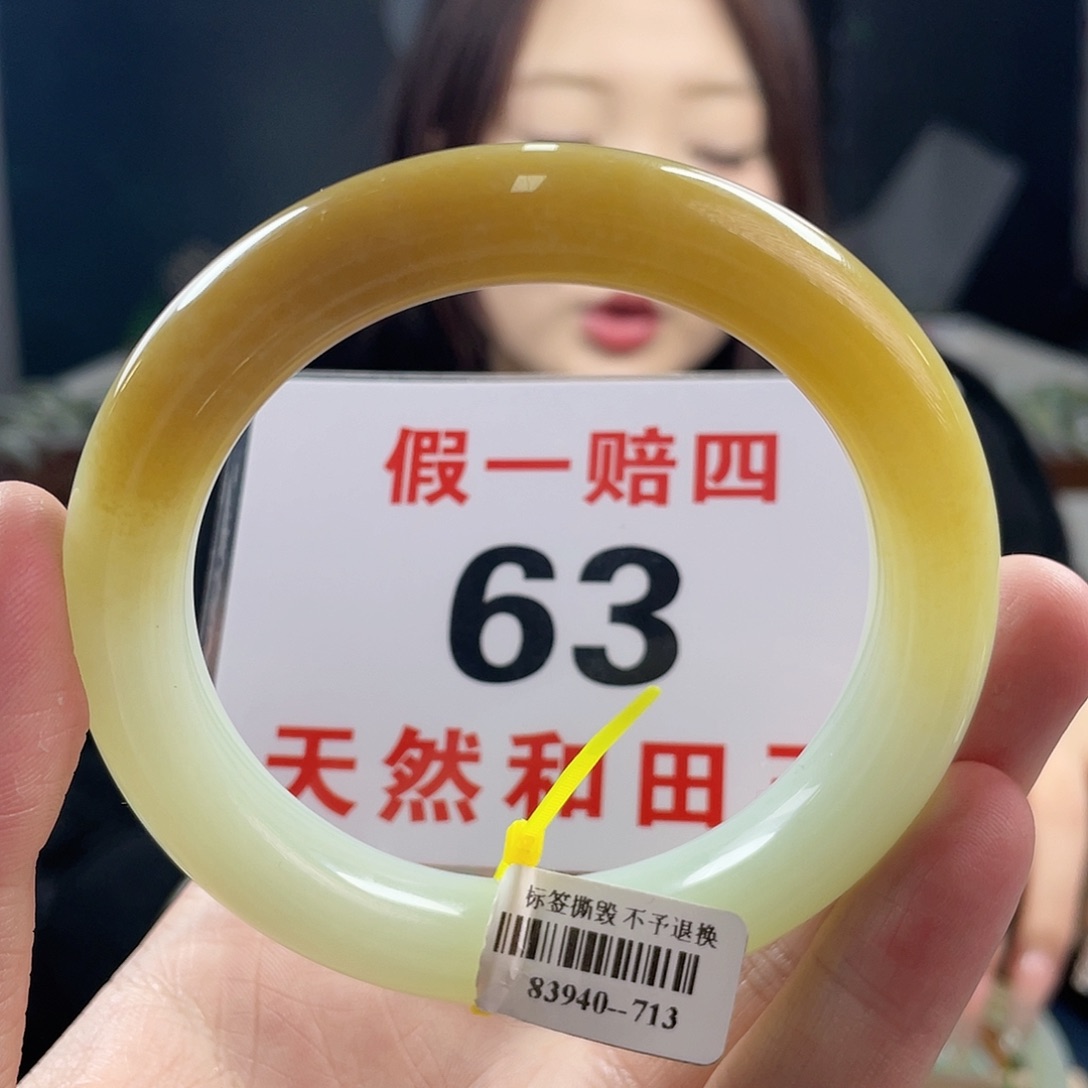 假一赔四
63
天然和田
标签撕毁 不予退换
83940--713